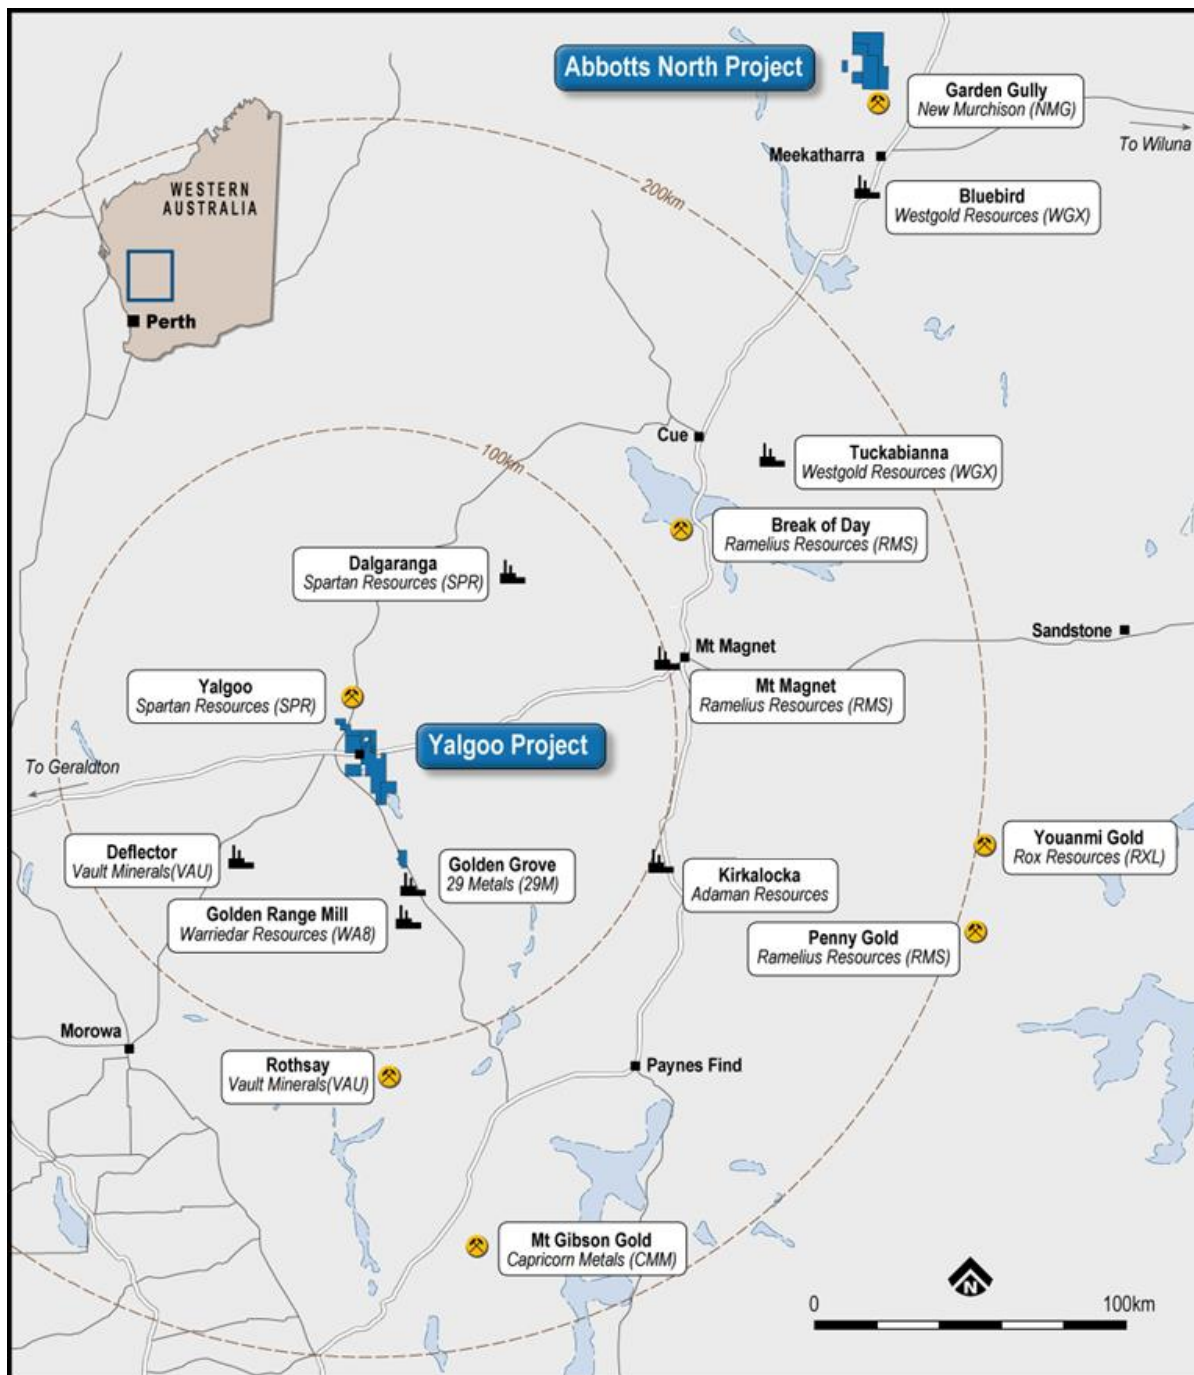 Abbotts North Project
Garden Gully
New Murchison (NMG)
To Wiluna
Meekatharra
Bluebird
Westgold Resources (WGX)
WESTERN
AUSTRALIA
Perth
200km
Cue
100km
Tuckabianna
Westgold Resources (WGX)
Break of Day
Ramelius Resources (RMS)
Dalgaranga
Spartan Resources (SPR)
Sandstone
Mt Magnet
Mt Magnet
Ramelius Resources (RMS)
Yalgoo
Spartan Resources (SPR)
Yalgoo Project
To Geraldton
Deflector
Vault Minerals(VAU)
Golden Grove
29 Metals (29M)
Golden Range Mill
Warriedar Resources (WA8)
Kirkalocka
Adaman Resources
Youanmi Gold
Rox Resources (RXL)
Penny Gold
Ramelius Resources (RMS)
Morowa
Rothsay
Vault Minerals(VAU)
Paynes Find
Mt Gibson Gold
Capricorn Metals (CMM)
N
0
100km